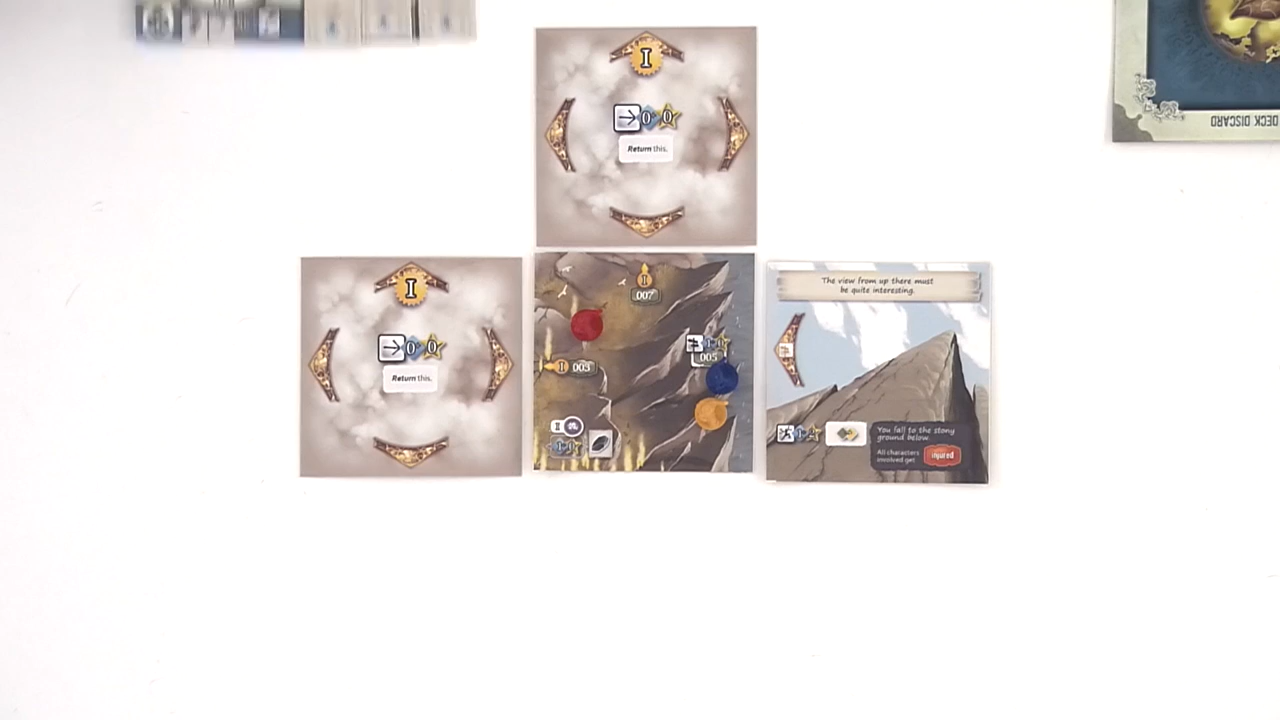 DECK DISCARD
I
0 0
Return this.
I
0 0
Return this.
I
007
I 005
005
I
The view from up there must
be quite interesting.
You fall to the stony
ground below.
All characters
involved get
injured